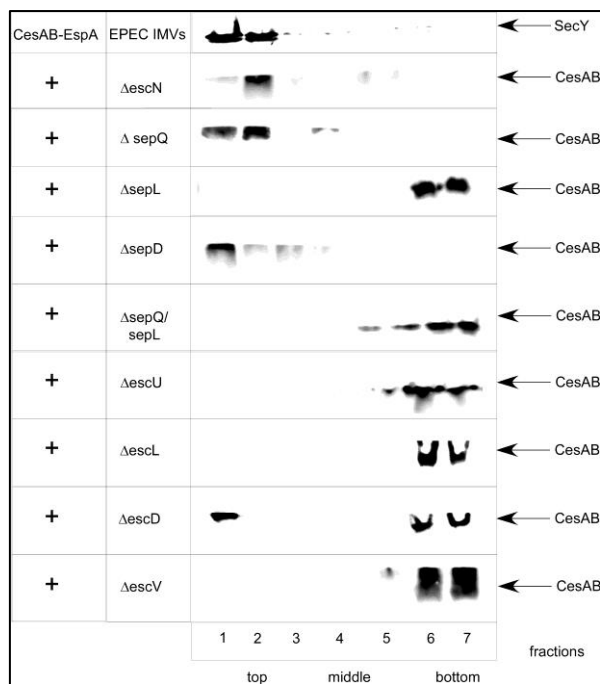 CesAB-EspA EPEC IMVs SecY
+ ΔescN CesAB
+ Δ sepQ CesAB
+ ΔsepL CesAB
+ ΔsepD CesAB
+ ΔsepQ/ CesAB
sepL
+ ΔescU CesAB
+ ΔescL CesAB
+ ΔescD CesAB
+ ΔescV CesAB
1 2 3 4 5 6 7 fractions
top middle bottom